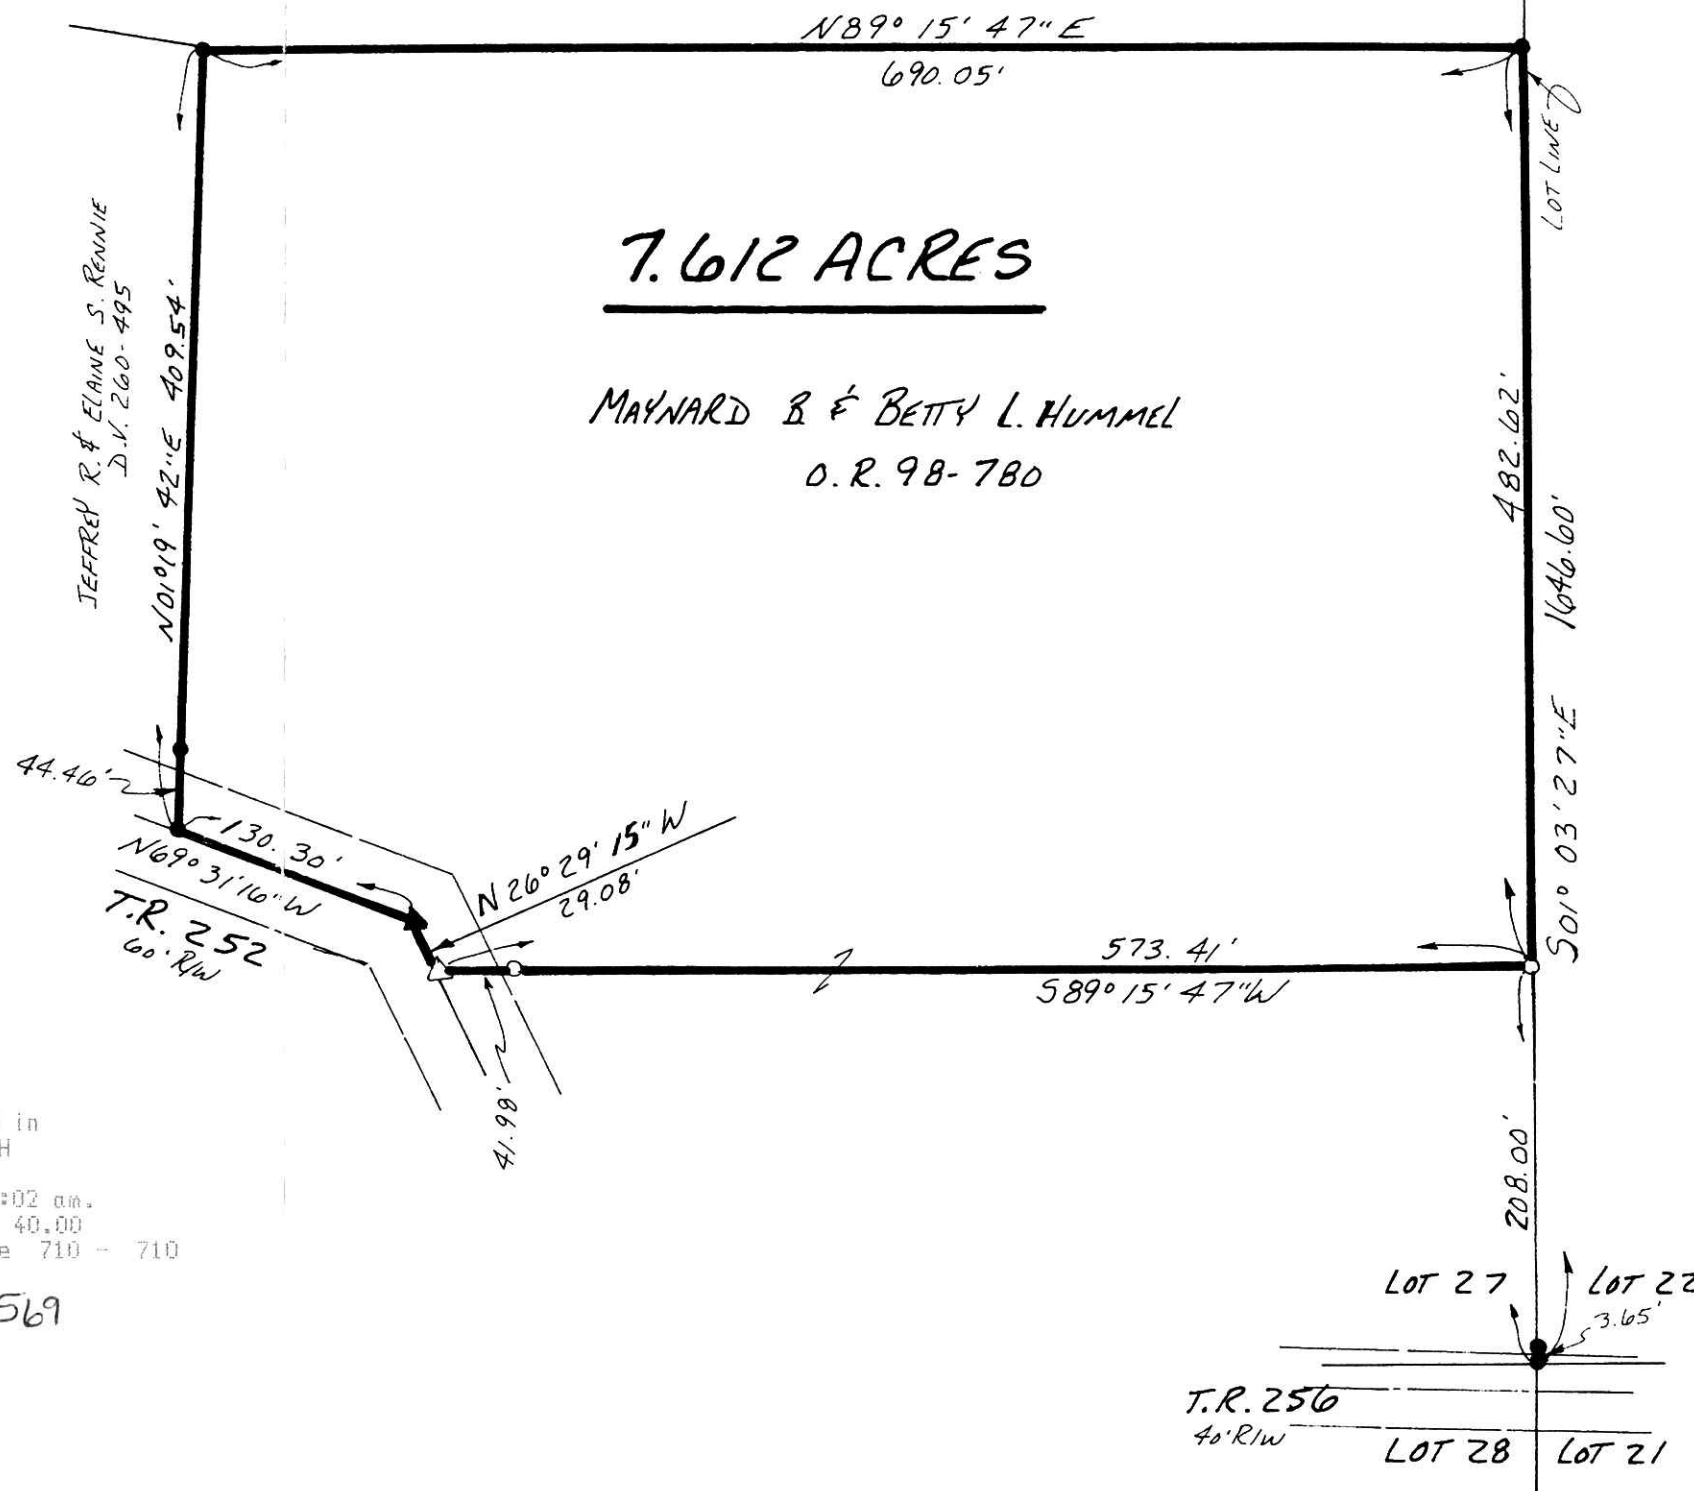 N89° 15' 47" E
690.05'
LOT LINE
7.612 ACRES
JEFFREY R. & ELAINE S. RENNIE
D.V. 260-495
N01°19' 42"E 409.54'
MAYNARD B & BETTY L. HUMMEL
O.R. 98-780
482.62'
S01° 03' 27"E 1646.60'
44.46'
130.30'
N69° 31'16" W
T.R. 252
60' R/W
N 26° 29' 15" W
29.08'
573.41'
S89° 15' 47"W
41.98'
208.00'
in
H
:02 am.
40.00
e 710 - 710
569
LOT 27 LOT 22
3.65'
T.R. 256
40' R/W
LOT 28 LOT 21